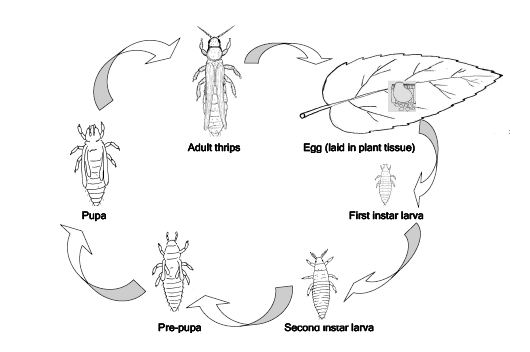 Adult thrips
Egg (laid in plant tissue)
First instar larva
Second instar larva
Pre-pupa
Pupa